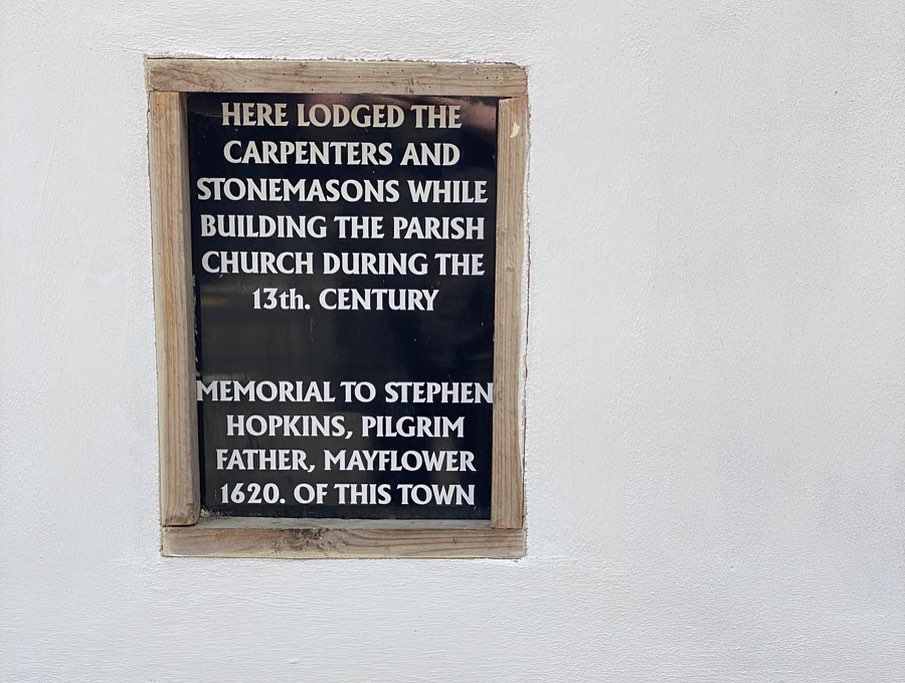 HERE LODGED THE
CARPENTERS AND
STONEMASONS WHILE
BUILDING THE PARISH
CHURCH DURING THE
13th. CENTURY
MEMORIAL TO STEPHEN
HOPKINS, PILGRIM
FATHER, MAYFLOWER
1620. OF THIS TOWN